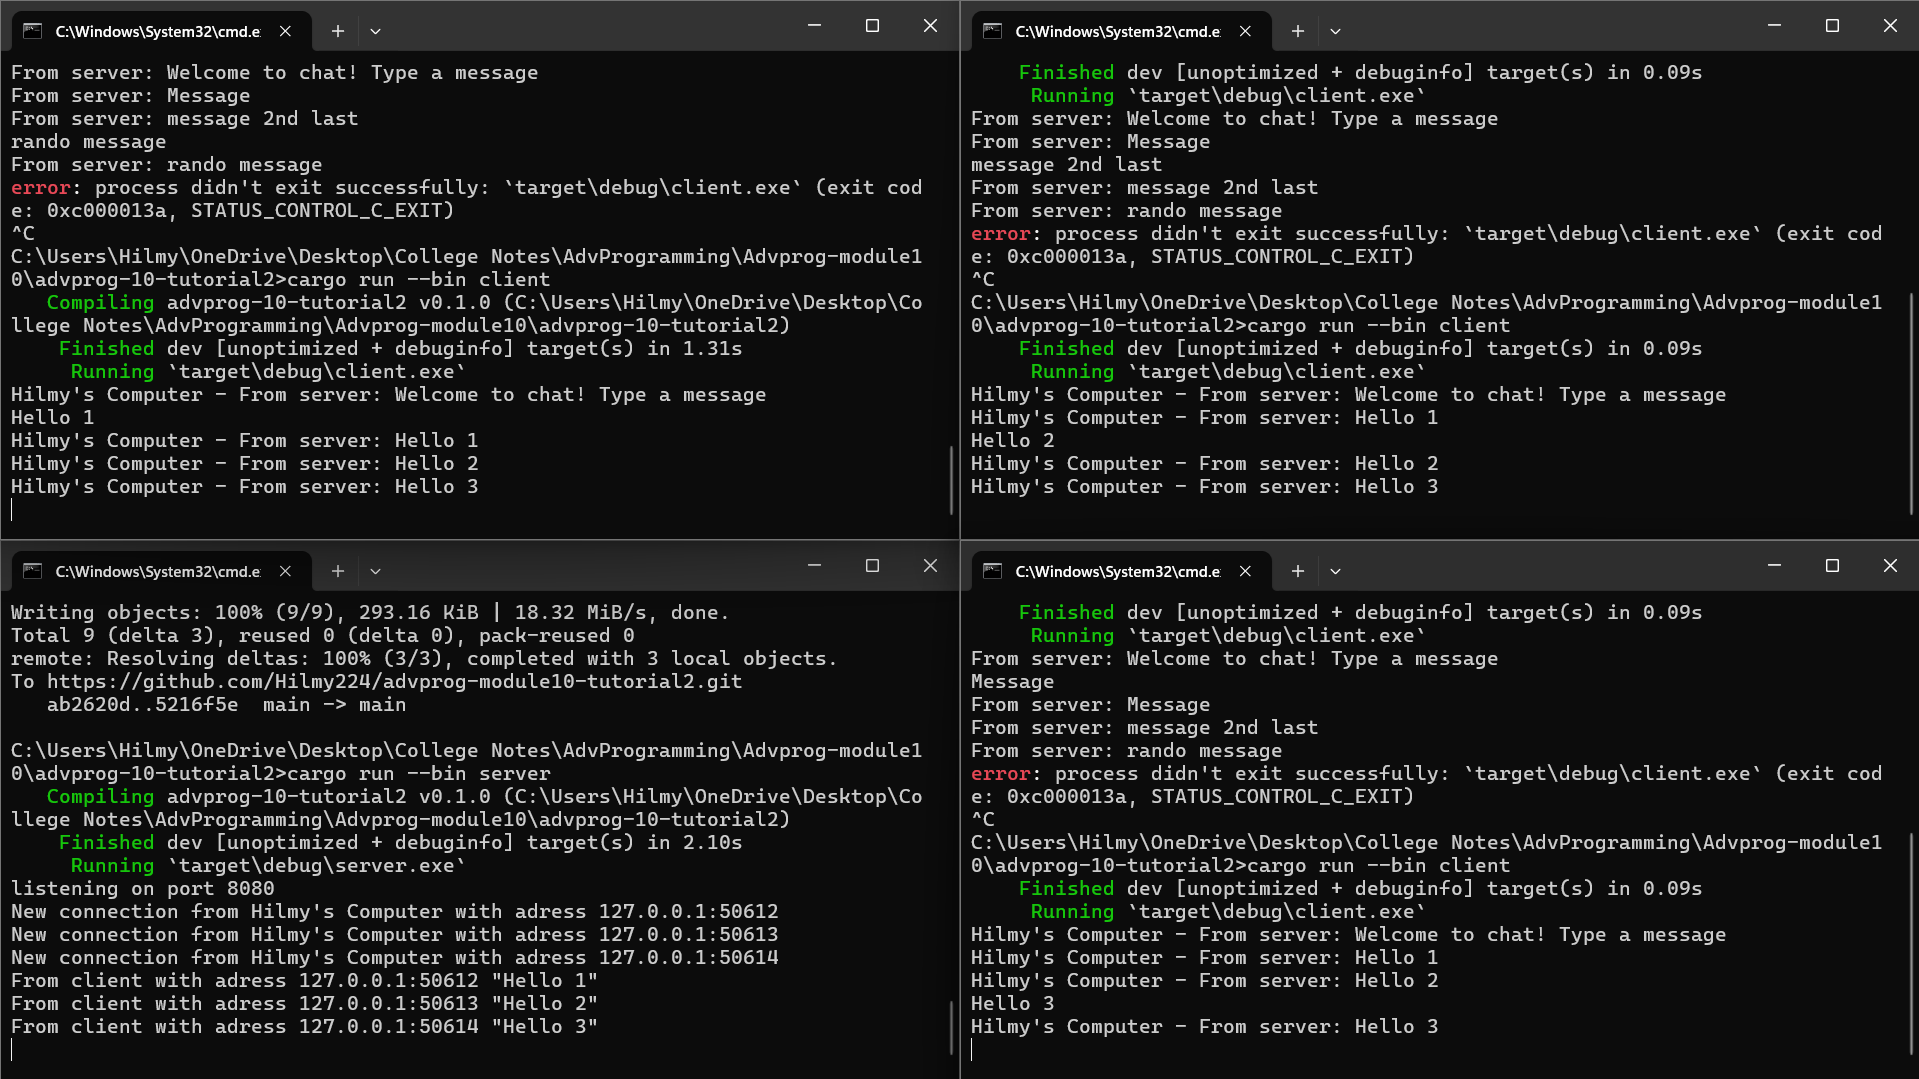 C:\Windows\System32\cmd.e
From server: Welcome to chat! Type a message
From server: Message
From server: message 2nd last
rando message
From server: rando message
error: process didn't exit successfully: `target\debug\client.exe` (exit cod
e: 0xc000013a, STATUS_CONTROL_C_EXIT)
^C
C:\Users\Hilmy\OneDrive\Desktop\College Notes\AdvProgramming\Advprog-module1
0\advprog-10-tutorial2>cargo run --bin client
Compiling advprog-10-tutorial2 v0.1.0 (C:\Users\Hilmy\OneDrive\Desktop\Co
llege Notes\AdvProgramming\Advprog-module10\advprog-10-tutorial2)
Finished dev [unoptimized + debuginfo] target(s) in 1.31s
Running `target\debug\client.exe`
Hilmy's Computer - From server: Welcome to chat! Type a message
Hello 1
Hilmy's Computer - From server: Hello 1
Hilmy's Computer - From server: Hello 2
Hilmy's Computer - From server: Hello 3
C:\Windows\System32\cmd.e
Finished dev [unoptimized + debuginfo] target(s) in 0.09s
Running `target\debug\client.exe`
From server: Welcome to chat! Type a message
From server: Message
message 2nd last
From server: message 2nd last
From server: rando message
error: process didn't exit successfully: `target\debug\client.exe` (exit cod
e: 0xc000013a, STATUS_CONTROL_C_EXIT)
^C
C:\Users\Hilmy\OneDrive\Desktop\College Notes\AdvProgramming\Advprog-module1
0\advprog-10-tutorial2>cargo run --bin client
Finished dev [unoptimized + debuginfo] target(s) in 0.09s
Running `target\debug\client.exe`
Hilmy's Computer - From server: Welcome to chat! Type a message
Hilmy's Computer - From server: Hello 1
Hello 2
Hilmy's Computer - From server: Hello 2
Hilmy's Computer - From server: Hello 3
C:\Windows\System32\cmd.e
Writing objects: 100% (9/9), 293.16 KiB | 18.32 MiB/s, done.
Total 9 (delta 3), reused 0 (delta 0), pack-reused 0
remote: Resolving deltas: 100% (3/3), completed with 3 local objects.
To https://github.com/Hilmy224/advprog-module10-tutorial2.git
ab2620d..5216f5e  main -> main
C:\Users\Hilmy\OneDrive\Desktop\College Notes\AdvProgramming\Advprog-module1
0\advprog-10-tutorial2>cargo run --bin server
Compiling advprog-10-tutorial2 v0.1.0 (C:\Users\Hilmy\OneDrive\Desktop\Co
llege Notes\AdvProgramming\Advprog-module10\advprog-10-tutorial2)
Finished dev [unoptimized + debuginfo] target(s) in 2.10s
Running `target\debug\server.exe`
listening on port 8080
New connection from Hilmy's Computer with adress 127.0.0.1:50612
New connection from Hilmy's Computer with adress 127.0.0.1:50613
New connection from Hilmy's Computer with adress 127.0.0.1:50614
From client with adress 127.0.0.1:50612 "Hello 1"
From client with adress 127.0.0.1:50613 "Hello 2"
From client with adress 127.0.0.1:50614 "Hello 3"
C:\Windows\System32\cmd.e
Finished dev [unoptimized + debuginfo] target(s) in 0.09s
Running `target\debug\client.exe`
From server: Welcome to chat! Type a message
Message
From server: Message
From server: message 2nd last
From server: rando message
error: process didn't exit successfully: `target\debug\client.exe` (exit cod
e: 0xc000013a, STATUS_CONTROL_C_EXIT)
^C
C:\Users\Hilmy\OneDrive\Desktop\College Notes\AdvProgramming\Advprog-module1
0\advprog-10-tutorial2>cargo run --bin client
Finished dev [unoptimized + debuginfo] target(s) in 0.09s
Running `target\debug\client.exe`
Hilmy's Computer - From server: Welcome to chat! Type a message
Hilmy's Computer - From server: Hello 1
Hilmy's Computer - From server: Hello 2
Hello 3
Hilmy's Computer - From server: Hello 3